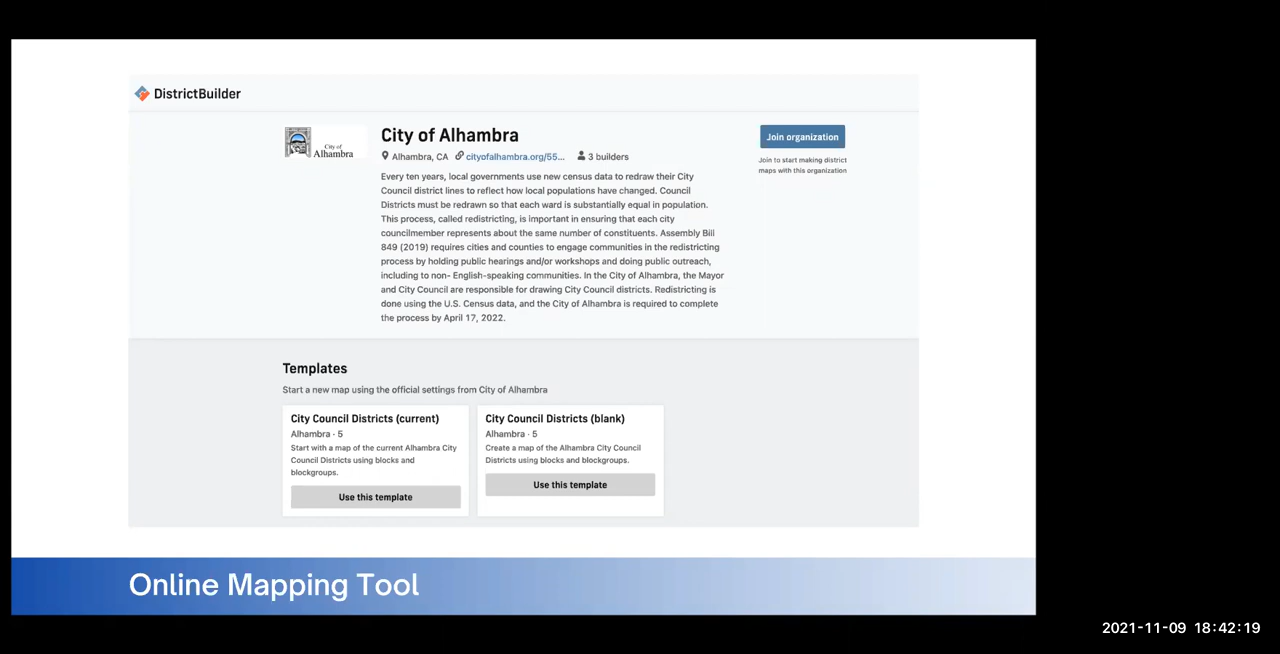 DistrictBuilder
City of Alhambra
City of Alhambra
Join organization
Alhambra, CA cityofalhambra.org/55... 3 builders
Join to start making district
maps with this organization
Every ten years, local governments use new census data to redraw their City
Council district lines to reflect how local populations have changed. Council
Districts must be redrawn so that each ward is substantially equal in population.
This process, called redistricting, is important in ensuring that each city
councilmember represents about the same number of constituents. Assembly Bill
849 (2019) requires cities and counties to engage communities in the redistricting
process by holding public hearings and/or workshops and doing public outreach,
including to non- English-speaking communities. In the City of Alhambra, the Mayor
and City Council are responsible for drawing City Council districts. Redistricting is
done using the U.S. Census data, and the City of Alhambra is required to complete
the process by April 17, 2022.
Templates
Start a new map using the official settings from City of Alhambra
City Council Districts (current)
Alhambra · 5
Start with a map of the current Alhambra City
Council Districts using blocks and
blockgroups.
Use this template
City Council Districts (blank)
Alhambra · 5
Create a map of the Alhambra City Council
Districts using blocks and blockgroups.
Use this template
Online Mapping Tool
2021-11-09 18:42:19